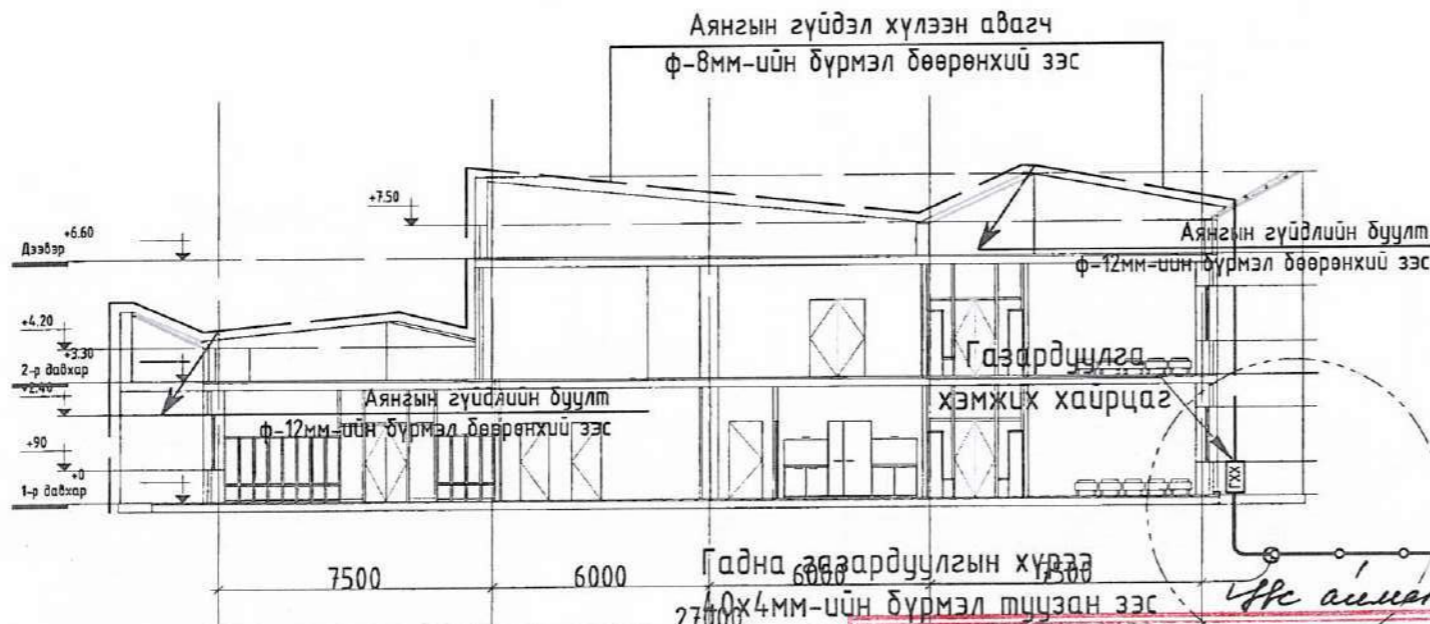 Аянгын гүйдэл хүлээн авагч
ф-8мм-ийн бүрмэл бөөрөнхий зэс
+7.50
+6.60
Дээвэр
Аянгын гүйдлийн буулт
ф-12мм-ийн бүрмэл бөөрөнхий зэс
+4.20
+3.30
2-р давхар
+2.40
Газардуулга
хэмжих хайрцаг
Аянгын гүйдлийн буулт
ф-12мм-ийн бүрмэл бөөрөнхий зэс
+90
+0
1-р давхар
ГХХ
Гадна газардуулгын хүрээ
7500
6000
6000
7500
40x4мм-ийн бүрмэл туузан зэс
27000